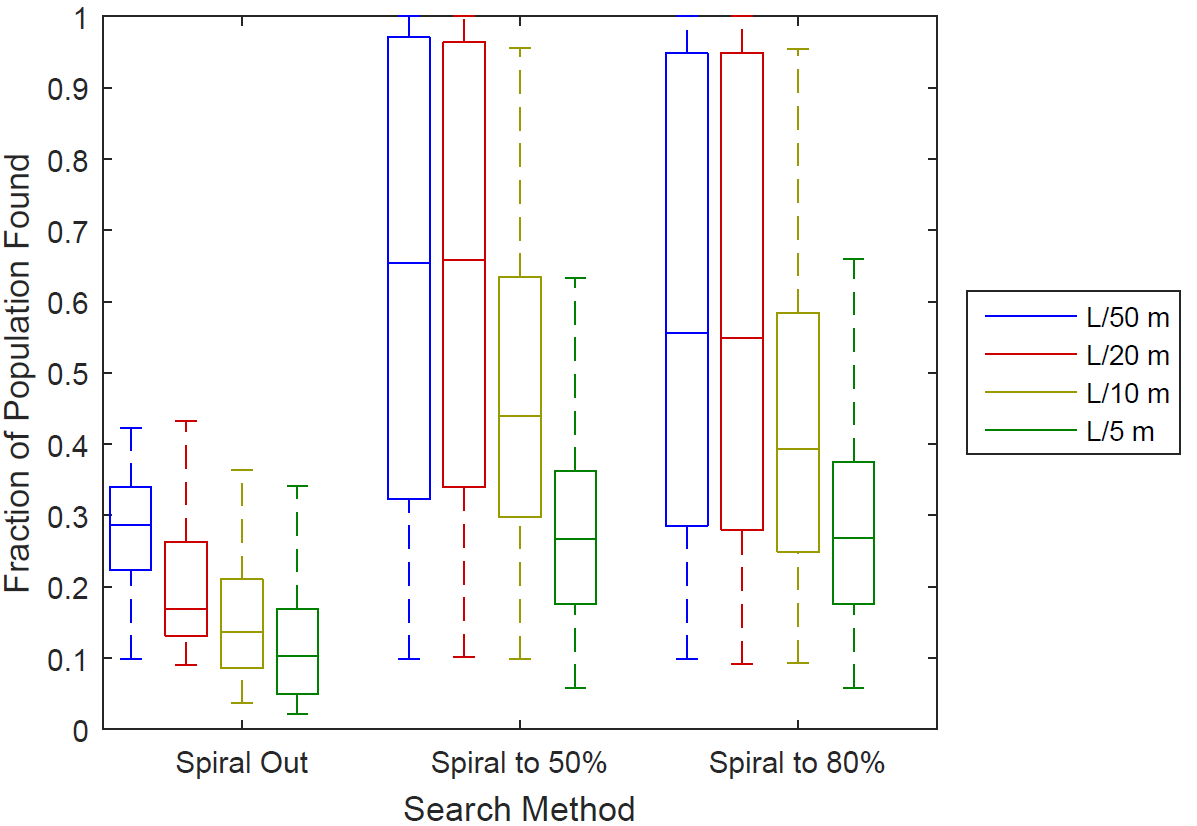 1
0.9
0.8
0.7
0.6
0.5
0.4
0.3
0.2
0.1
0
Fraction of Population Found
Spiral Out
Spiral to 50%
Spiral to 80%
Search Method
L/50 m
L/20 m
L/10 m
L/5 m